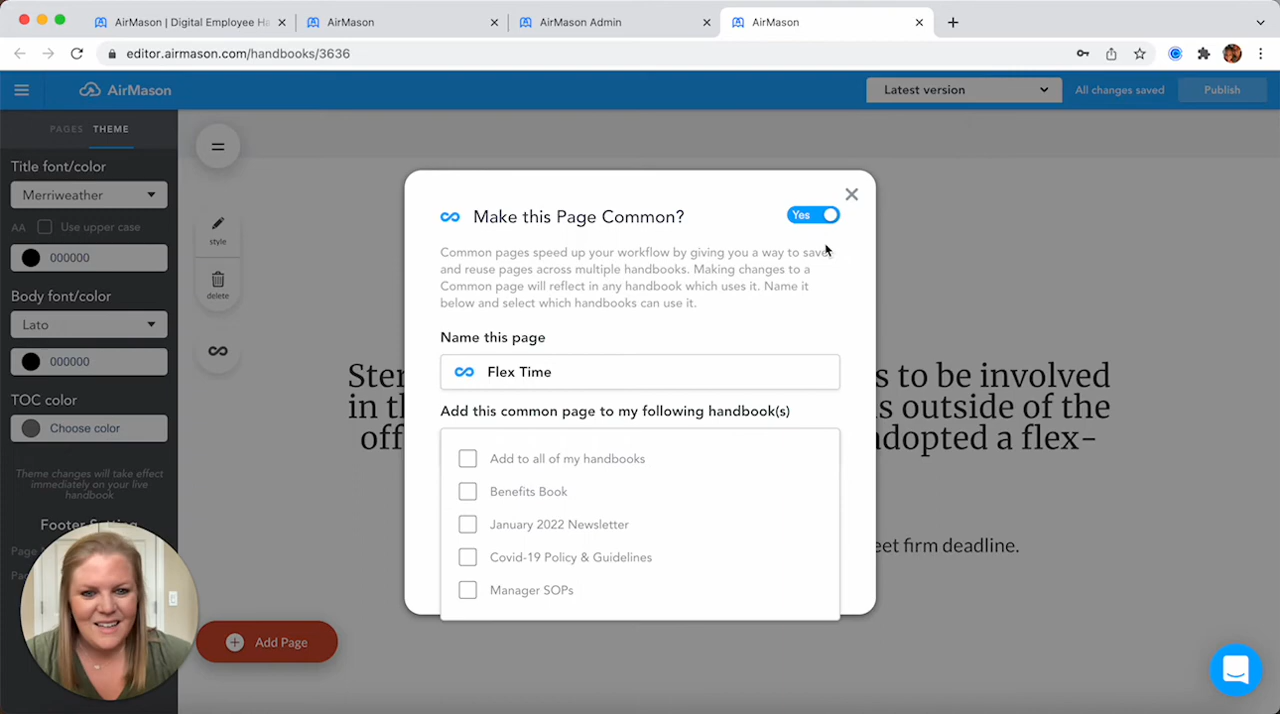 AirMason | Digital Employee Ha
AirMason
AirMason Admin
AirMason
editor.airmason.com/handbooks/3636
AirMason
Latest version
All changes saved
Publish
PAGES THEME
Title font/color
Merriweather
AA Use upper case
000000
Body font/color
Lato
000000
TOC color
Choose color
Theme changes will take effect
immediately on your live
handbook
style
delete
Make this Page Common?
Yes
Common pages speed up your workflow by giving you a way to save
and reuse pages across multiple handbooks. Making changes to a
Common page will reflect in any handbook which uses it. Name it
below and select which handbooks can use it.
Name this page
Flex Time
Add this common page to my following handbook(s)
Add to all of my handbooks
Benefits Book
January 2022 Newsletter
Covid-19 Policy & Guidelines
Manager SOPs
s to be involved
in th s outside of the
off adopted a flex-
eet firm deadline.
Add Page